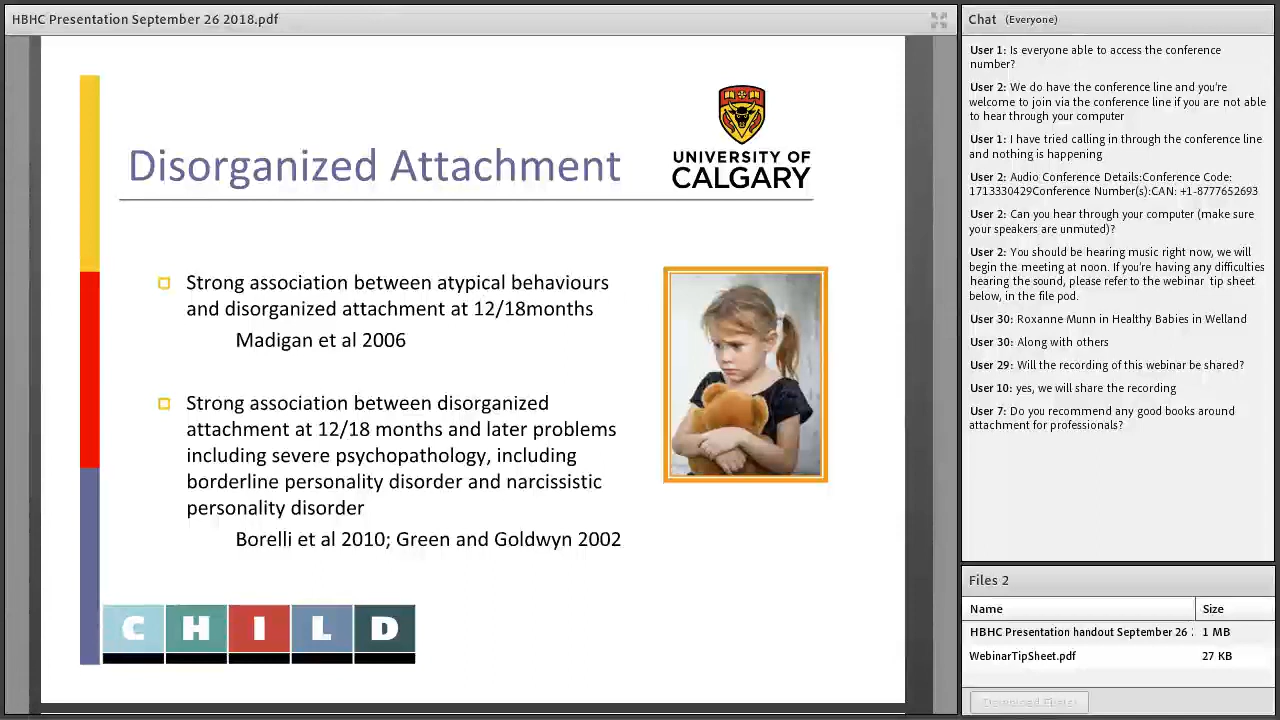 HBHC Presentation September 26 2018.pdf
UNIVERSITY OF
CALGARY
Disorganized Attachment
Strong association between atypical behaviours
and disorganized attachment at 12/18months
Madigan et al 2006
Strong association between disorganized
attachment at 12/18 months and later problems
including severe psychopathology, including
borderline personality disorder and narcissistic
personality disorder
Borelli et al 2010; Green and Goldwyn 2002
C H I L D
Chat (Everyone)
User 1: Is everyone able to access the conference
number?
User 2: We do have the conference line and you're
welcome to join via the conference line if you are not able
to hear through your computer
User 1: I have tried calling in through the conference line
and nothing is happening
User 2: Audio Conference Details:Conference Code:
1713330429Conference Number(s):CAN: +1-8777652693
User 2: Can you hear through your computer (make sure
your speakers are unmuted)?
User 2: You should be hearing music right now, we will
begin the meeting at noon. If you're having any difficulties
hearing the sound, please refer to the webinar tip sheet
below, in the file pod.
User 30: Roxanne Munn in Healthy Babies in Welland
User 30: Along with others
User 29: Will the recording of this webinar be shared?
User 10: yes, we will share the recording
User 7: Do you recommend any good books around
attachment for professionals?
Files 2
Name Size
HBHC Presentation handout September 26 1 MB
WebinarTipSheet.pdf 27 KB